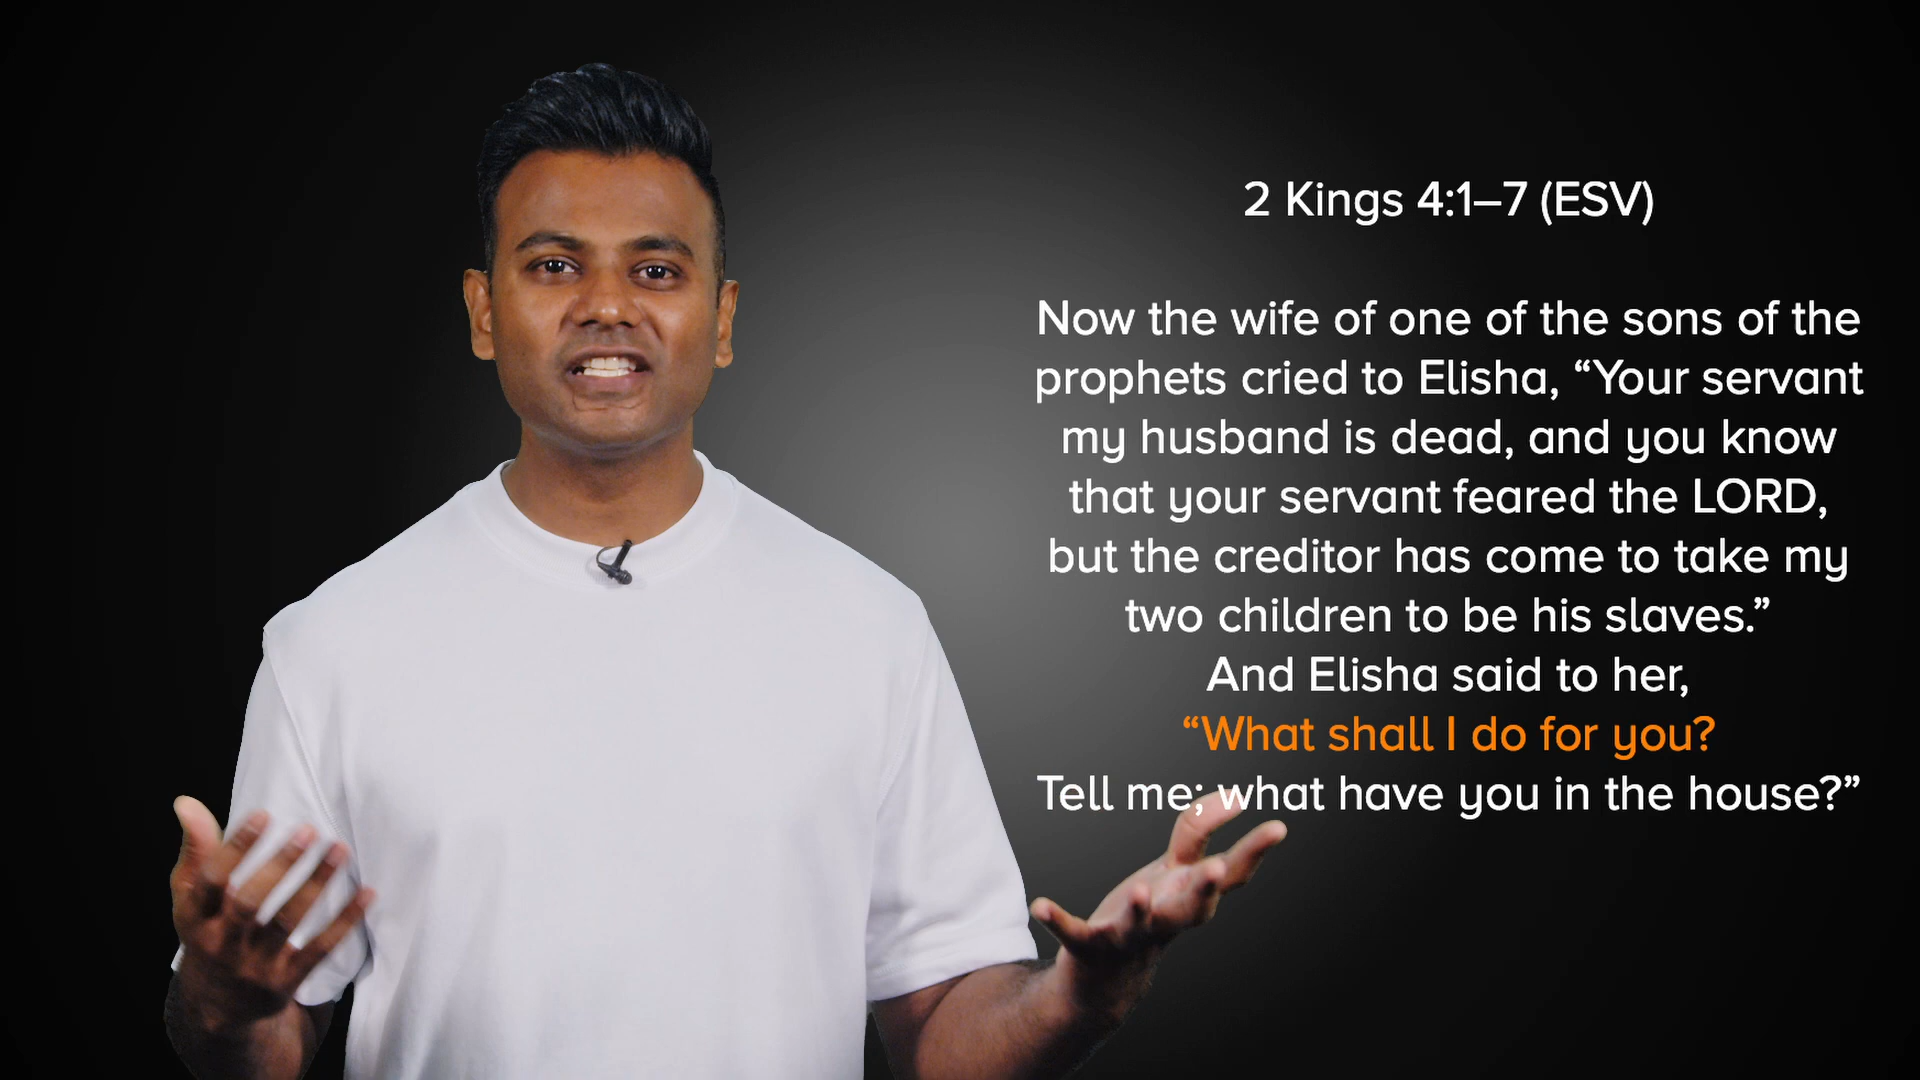 2 Kings 4:1–7 (ESV)
Now the wife of one of the sons of the
prophets cried to Elisha, “Your servant
my husband is dead, and you know
that your servant feared the LORD,
but the creditor has come to take my
two children to be his slaves.”
And Elisha said to her,
“What shall I do for you?
Tell me; what have you in the house?”